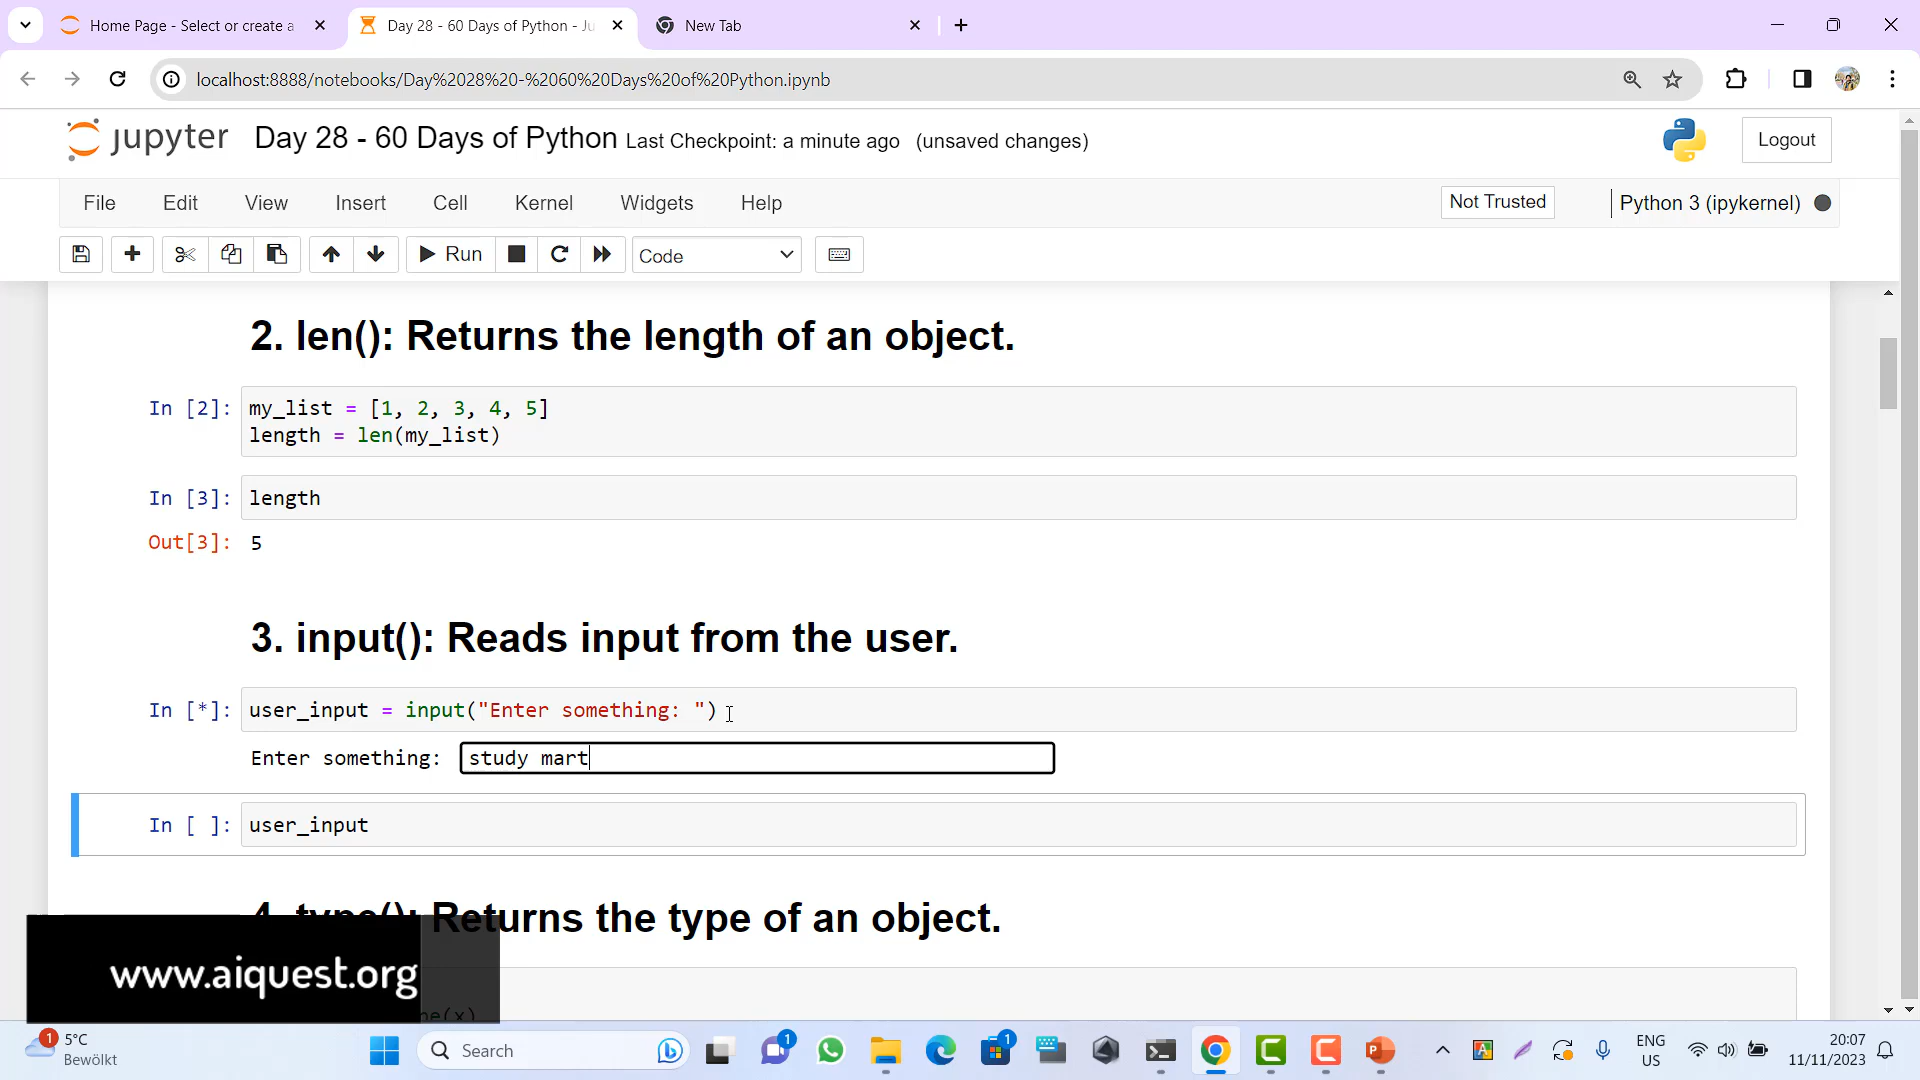 Home Page - Select or create a
Day 28 - 60 Days of Python - Ju
New Tab
localhost:8888/notebooks/Day%2028%20-%2060%20Days%20of%20Python.ipynb
jupyter Day 28 - 60 Days of Python Last Checkpoint: a minute ago (unsaved changes)
Logout
File Edit View Insert Cell Kernel Widgets Help
Not Trusted
Python 3 (ipykernel)
Run
Code
2. len(): Returns the length of an object.
In [2]: my_list = [1, 2, 3, 4, 5]
length = len(my_list)
In [3]: length
Out[3]: 5
3. input(): Reads input from the user.
In [*]: user_input = input("Enter something: ")
Enter something: study mart
In [ ]: user_input
4. type(): Returns the type of an object.
www.aiquest.org
1
5°C
Bewölkt
Search
1
1
ENG
US
20:07
11/11/2023